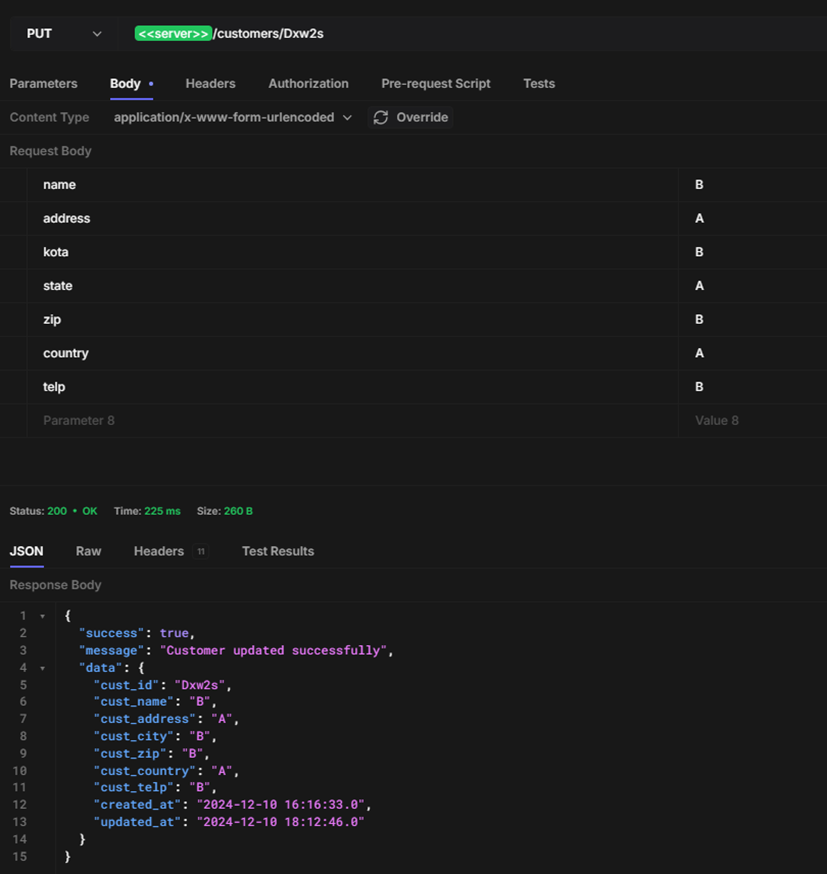 PUT <<server>>/customers/Dxw2s
Parameters Body Headers Authorization Pre-request Script Tests
Content Type application/x-www-form-urlencoded Override
Request Body
name B
address A
kota B
state A
zip B
country A
telp B
Parameter 8 Value 8
Status: 200 • OK Time: 225 ms Size: 260 B
JSON Raw Headers 11 Test Results
Response Body
1 {
2 "success": true,
3 "message": "Customer updated successfully",
4 "data": {
5 "cust_id": "Dxw2s",
6 "cust_name": "B",
7 "cust_address": "A",
8 "cust_city": "B",
9 "cust_zip": "B",
10 "cust_country": "A",
11 "cust_telp": "B",
12 "created_at": "2024-12-10 16:16:33.0",
13 "updated_at": "2024-12-10 18:12:46.0"
14 }
15 }